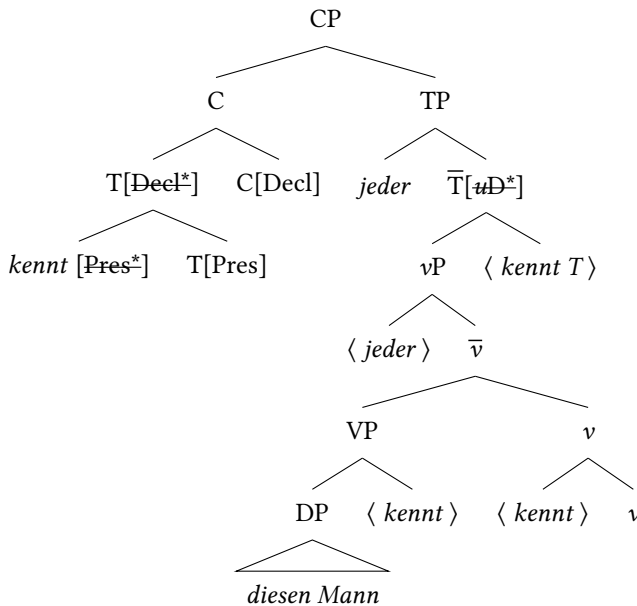 CP
C TP
T[Decl*] C[Decl] jeder T̅[uD*]
kennt [Pres*] T[Pres] vP ⟨ kennt T ⟩
⟨ jeder ⟩ v̅
VP v
DP ⟨ kennt ⟩ ⟨ kennt ⟩ v
diesen Mann